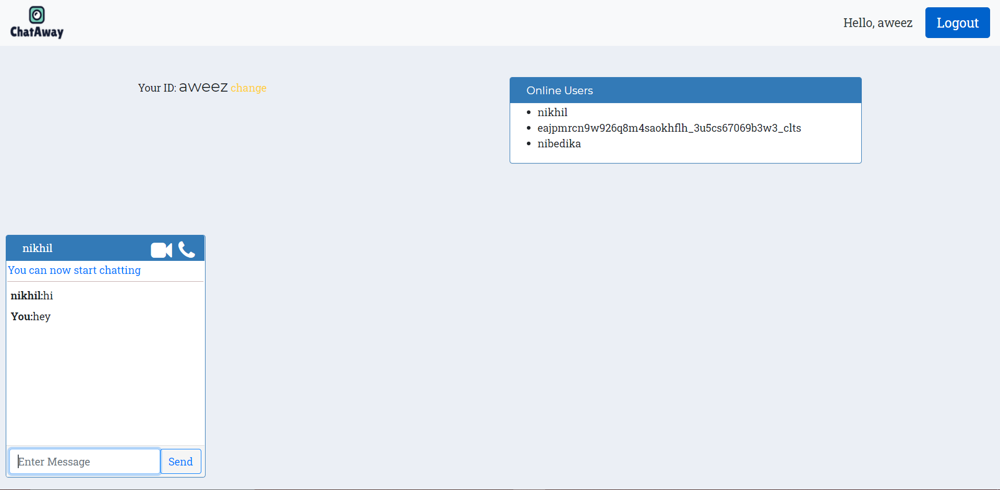 ChatAway
Hello, aweez
Logout
Your ID: aweez change
Online Users
nikhil
eajpmrcn9w926q8m4saokhflh_3u5cs67069b3w3_clts
nibedika
nikhil
You can now start chatting
nikhil:hi
You:hey
Enter Message
Send